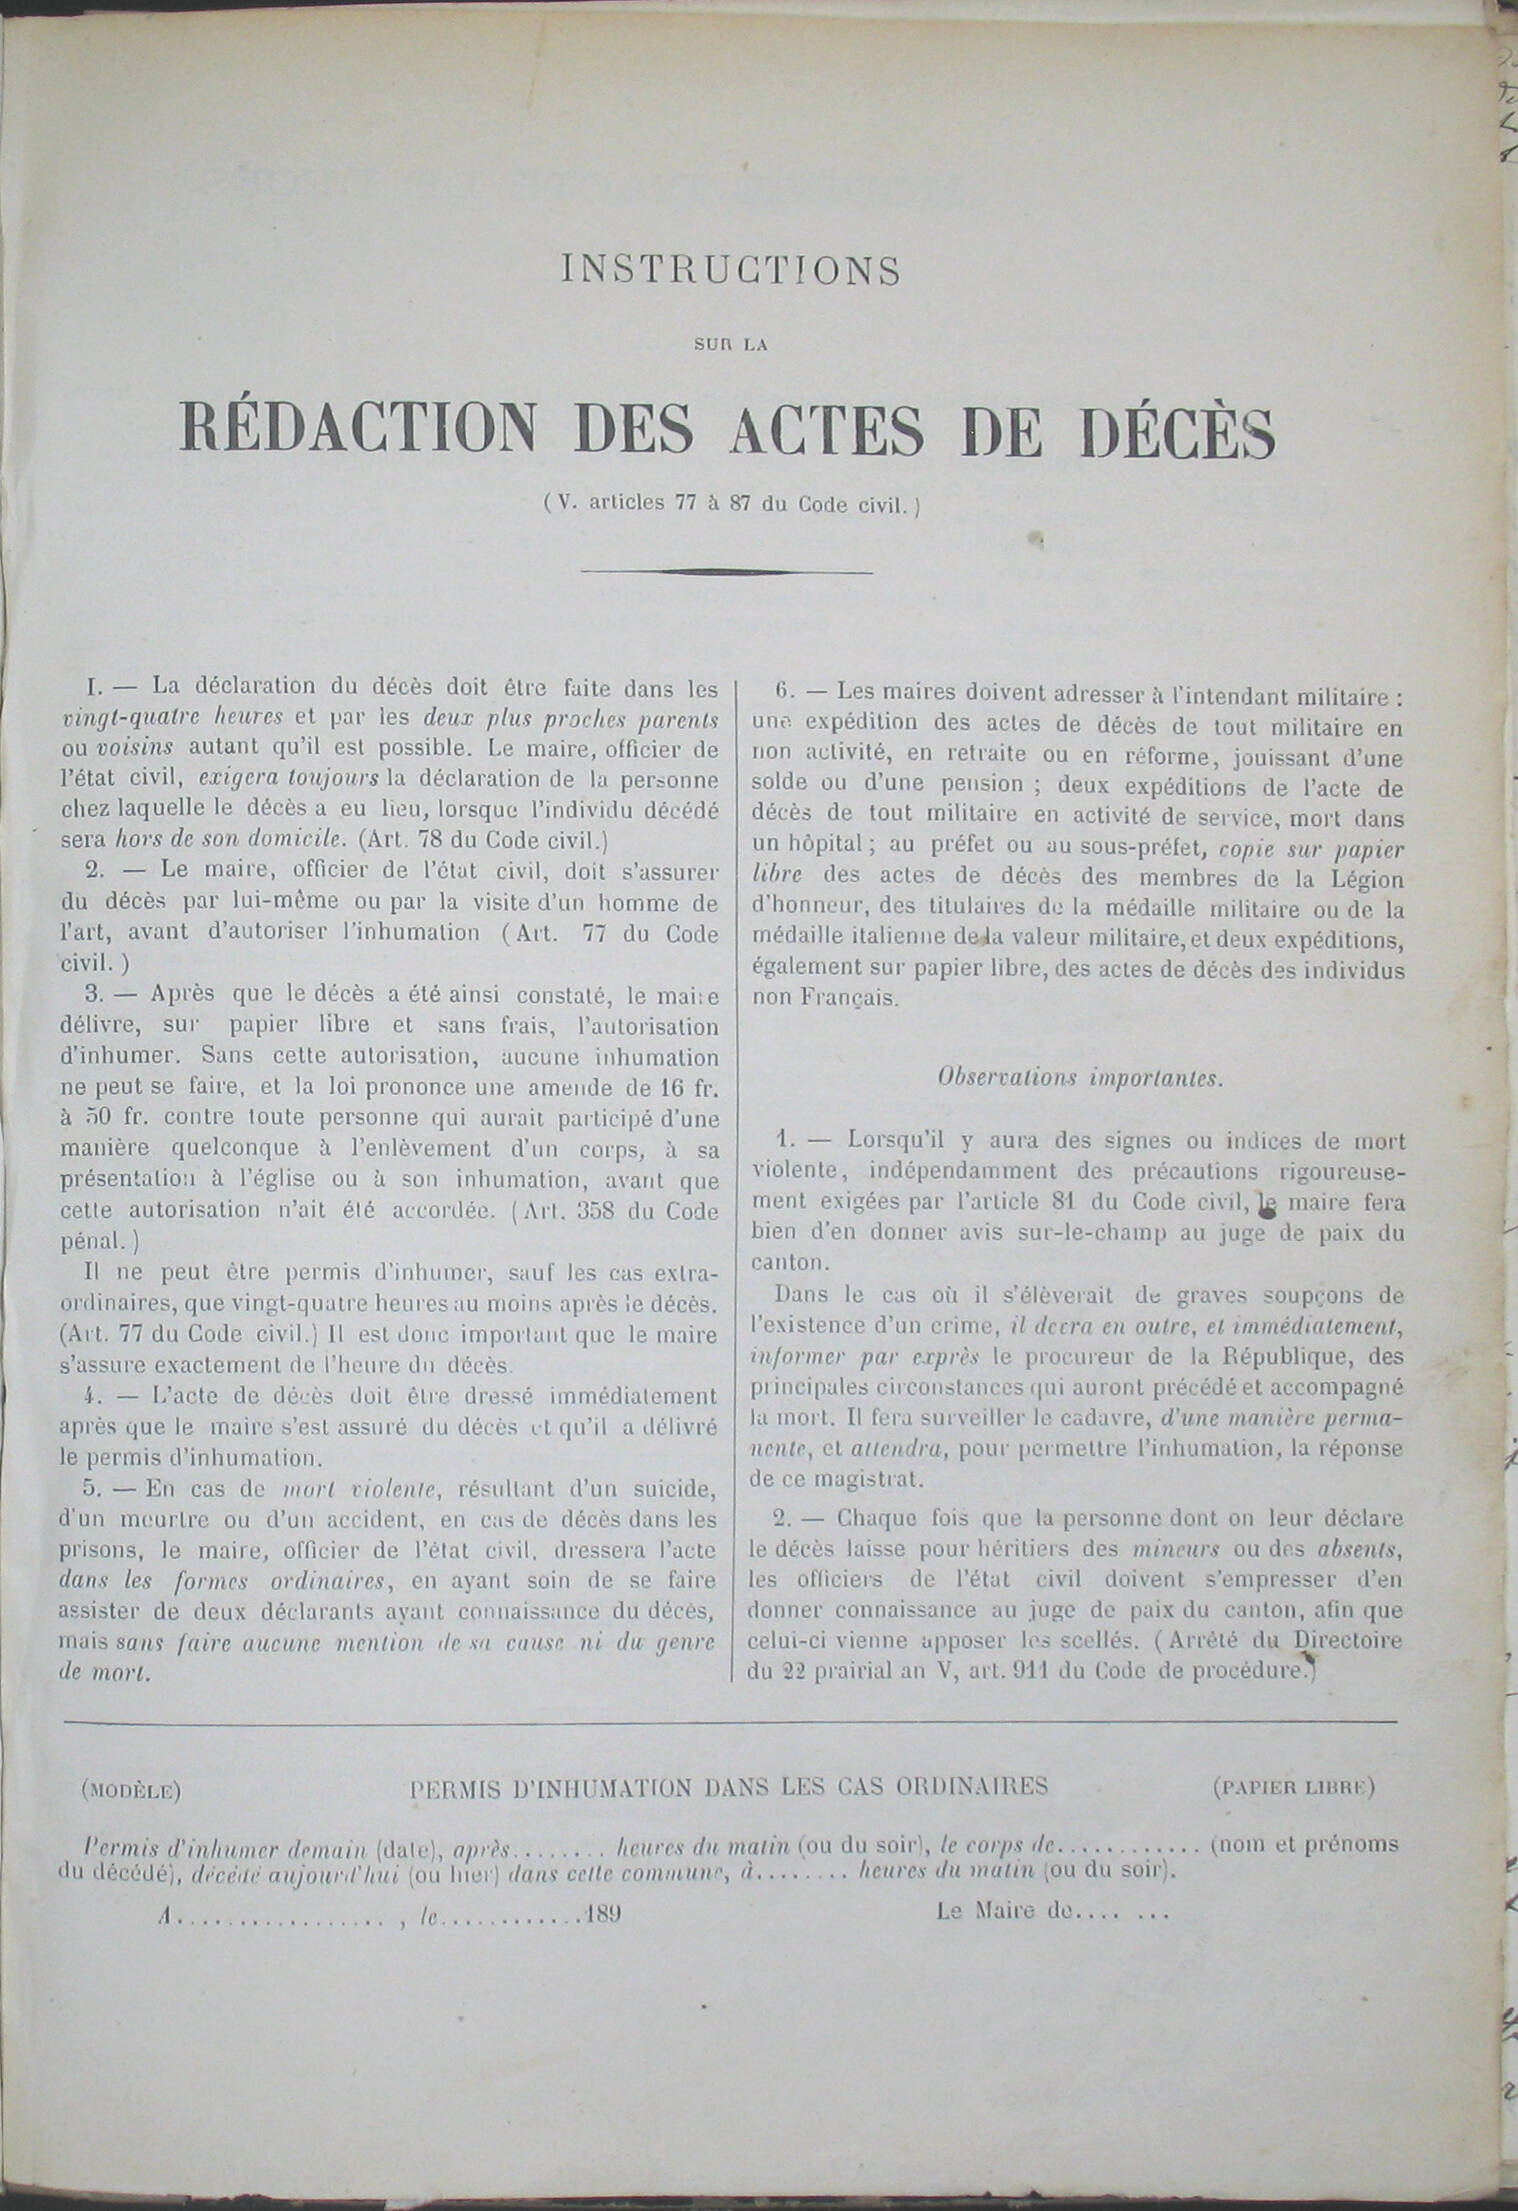 INSTRUCTIONS
SUR LA
RÉDACTION DES ACTES DE DÉCÈS
(V. articles 77 à 87 du Code civil.)
I. — La déclaration du décès doit être faite dans les
vingt-quatre heures et par les deux plus proches parents
ou voisins autant qu'il est possible. Le maire, officier de
l'état civil, exigera toujours la déclaration de la personne
chez laquelle le décès a eu lieu, lorsque l'individu décédé
sera hors de son domicile. (Art. 78 du Code civil.)
2. — Le maire, officier de l'état civil, doit s'assurer
du décès par lui-même ou par la visite d'un homme de
l'art, avant d'autoriser l'inhumation (Art. 77 du Code
civil.)
3. — Après que le décès a été ainsi constaté, le maire
délivre, sur papier libre et sans frais, l'autorisation
d'inhumer. Sans cette autorisation, aucune inhumation
ne peut se faire, et la loi prononce une amende de 16 fr.
à 50 fr. contre toute personne qui aurait participé d'une
manière quelconque à l'enlèvement d'un corps, à sa
présentation à l'église ou à son inhumation, avant que
cette autorisation n'ait été accordée. (Art. 358 du Code
pénal.)
Il ne peut être permis d'inhumer, sauf les cas extra-
ordinaires, que vingt-quatre heures au moins après le décès.
(Art. 77 du Code civil.) Il est donc important que le maire
s'assure exactement de l'heure du décès.
4. — L'acte de décès doit être dressé immédiatement
après que le maire s'est assuré du décès et qu'il a délivré
le permis d'inhumation.
5. — En cas de mort violente, résultant d'un suicide,
d'un meurtre ou d'un accident, en cas de décès dans les
prisons, le maire, officier de l'état civil, dressera l'acte
dans les formes ordinaires, en ayant soin de se faire
assister de deux déclarants ayant connaissance du décès,
mais sans faire aucune mention de sa cause ni du genre
de mort.
6. — Les maires doivent adresser à l'intendant militaire :
une expédition des actes de décès de tout militaire en
non activité, en retraite ou en réforme, jouissant d'une
solde ou d'une pension ; deux expéditions de l'acte de
décès de tout militaire en activité de service, mort dans
un hôpital ; au préfet ou au sous-préfet, copie sur papier
libre des actes de décès des membres de la Légion
d'honneur, des titulaires de la médaille militaire ou de la
médaille italienne de la valeur militaire, et deux expéditions,
également sur papier libre, des actes de décès des individus
non Français.
Observations importantes.
1. — Lorsqu'il y aura des signes ou indices de mort
violente, indépendamment des précautions rigoureuse-
ment exigées par l'article 81 du Code civil, le maire fera
bien d'en donner avis sur-le-champ au juge de paix du
canton.
Dans le cas où il s'élèverait de graves soupçons de
l'existence d'un crime, il devra en outre, et immédiatement,
informer par exprès le procureur de la République, des
principales circonstances qui auront précédé et accompagné
la mort. Il fera surveiller le cadavre, d'une manière perma-
nente, et attendra, pour permettre l'inhumation, la réponse
de ce magistrat.
2. — Chaque fois que la personne dont on leur déclare
le décès laisse pour héritiers des mineurs ou des absents,
les officiers de l'état civil doivent s'empresser d'en
donner connaissance au juge de paix du canton, afin que
celui-ci vienne apposer les scellés. (Arrêté du Directoire
du 22 prairial an V, art. 911 du Code de procédure.)
(MODÈLE) PERMIS D'INHUMATION DANS LES CAS ORDINAIRES (PAPIER LIBRE)
Permis d'inhumer demain (date), après........ heures du matin (ou du soir), le corps de............ (nom et prénoms
du décédé), décédé aujourd'hui (ou hier) dans cette commune, à........ heures du matin (ou du soir).
A................. , le............189 Le Maire de.... ...